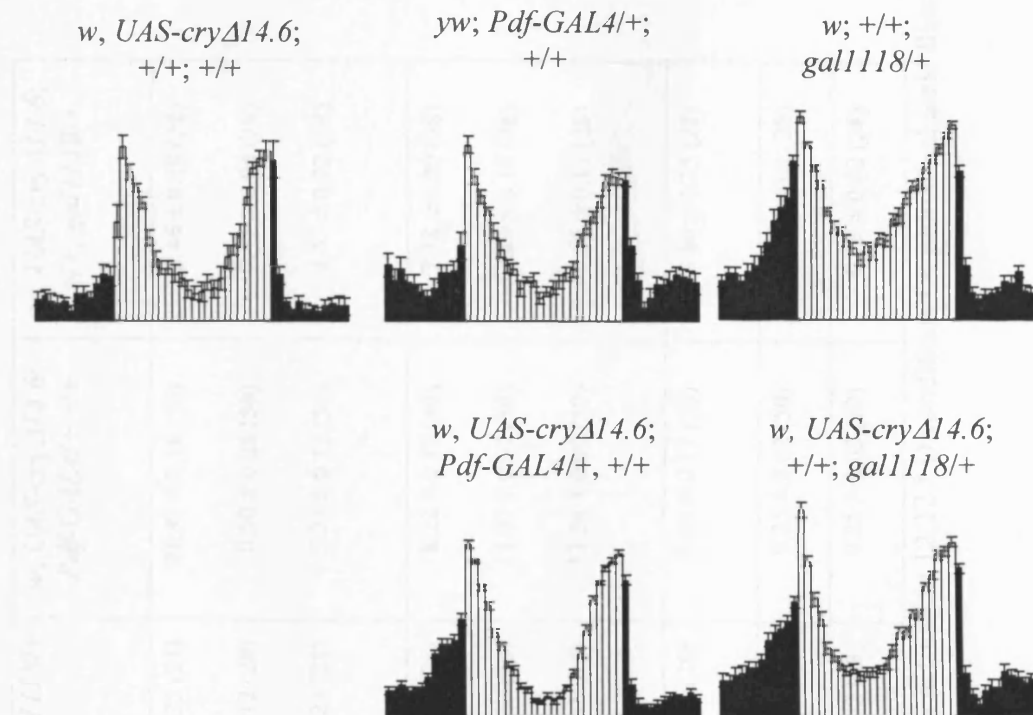 w, UAS-cryΔ14.6;
+/+; +/+
yw; Pdf-GAL4/+;
+/+
w; +/+;
gal1118/+
w, UAS-cryΔ14.6;
Pdf-GAL4/+, +/+
w, UAS-cryΔ14.6;
+/+; gal1118/+